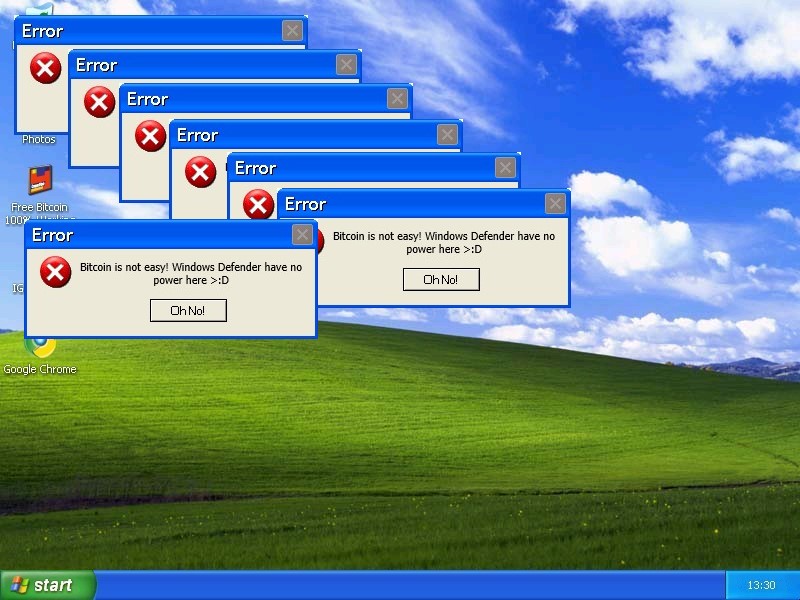 Error
Error
Error
Error
Error
Error
Bitcoin is not easy! Windows Defender have no
power here >:D
Oh No!
Error
Bitcoin is not easy! Windows Defender have no
power here >:D
Oh No!
Photos
Free Bitcoin
100%
Google Chrome
start
13:30